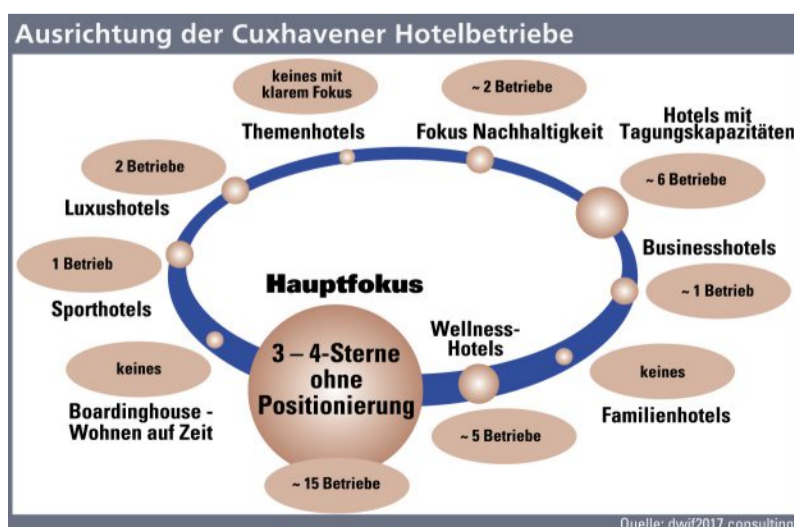 Ausrichtung der Cuxhavener Hotelbetriebe
keines mit
klarem Fokus
Themenhotels
~ 2 Betriebe
Fokus Nachhaltigkeit
Hotels mit
Tagungskapazitäten
~ 6 Betriebe
2 Betriebe
Luxushotels
Businesshotels
~ 1 Betrieb
1 Betrieb
Sporthotels
Hauptfokus
3 – 4-Sterne
ohne
Positionierung
~ 15 Betriebe
Wellness-
Hotels
~ 5 Betriebe
keines
Familienhotels
keines
Boardinghouse -
Wohnen auf Zeit
Quelle: dwif2017 consulting